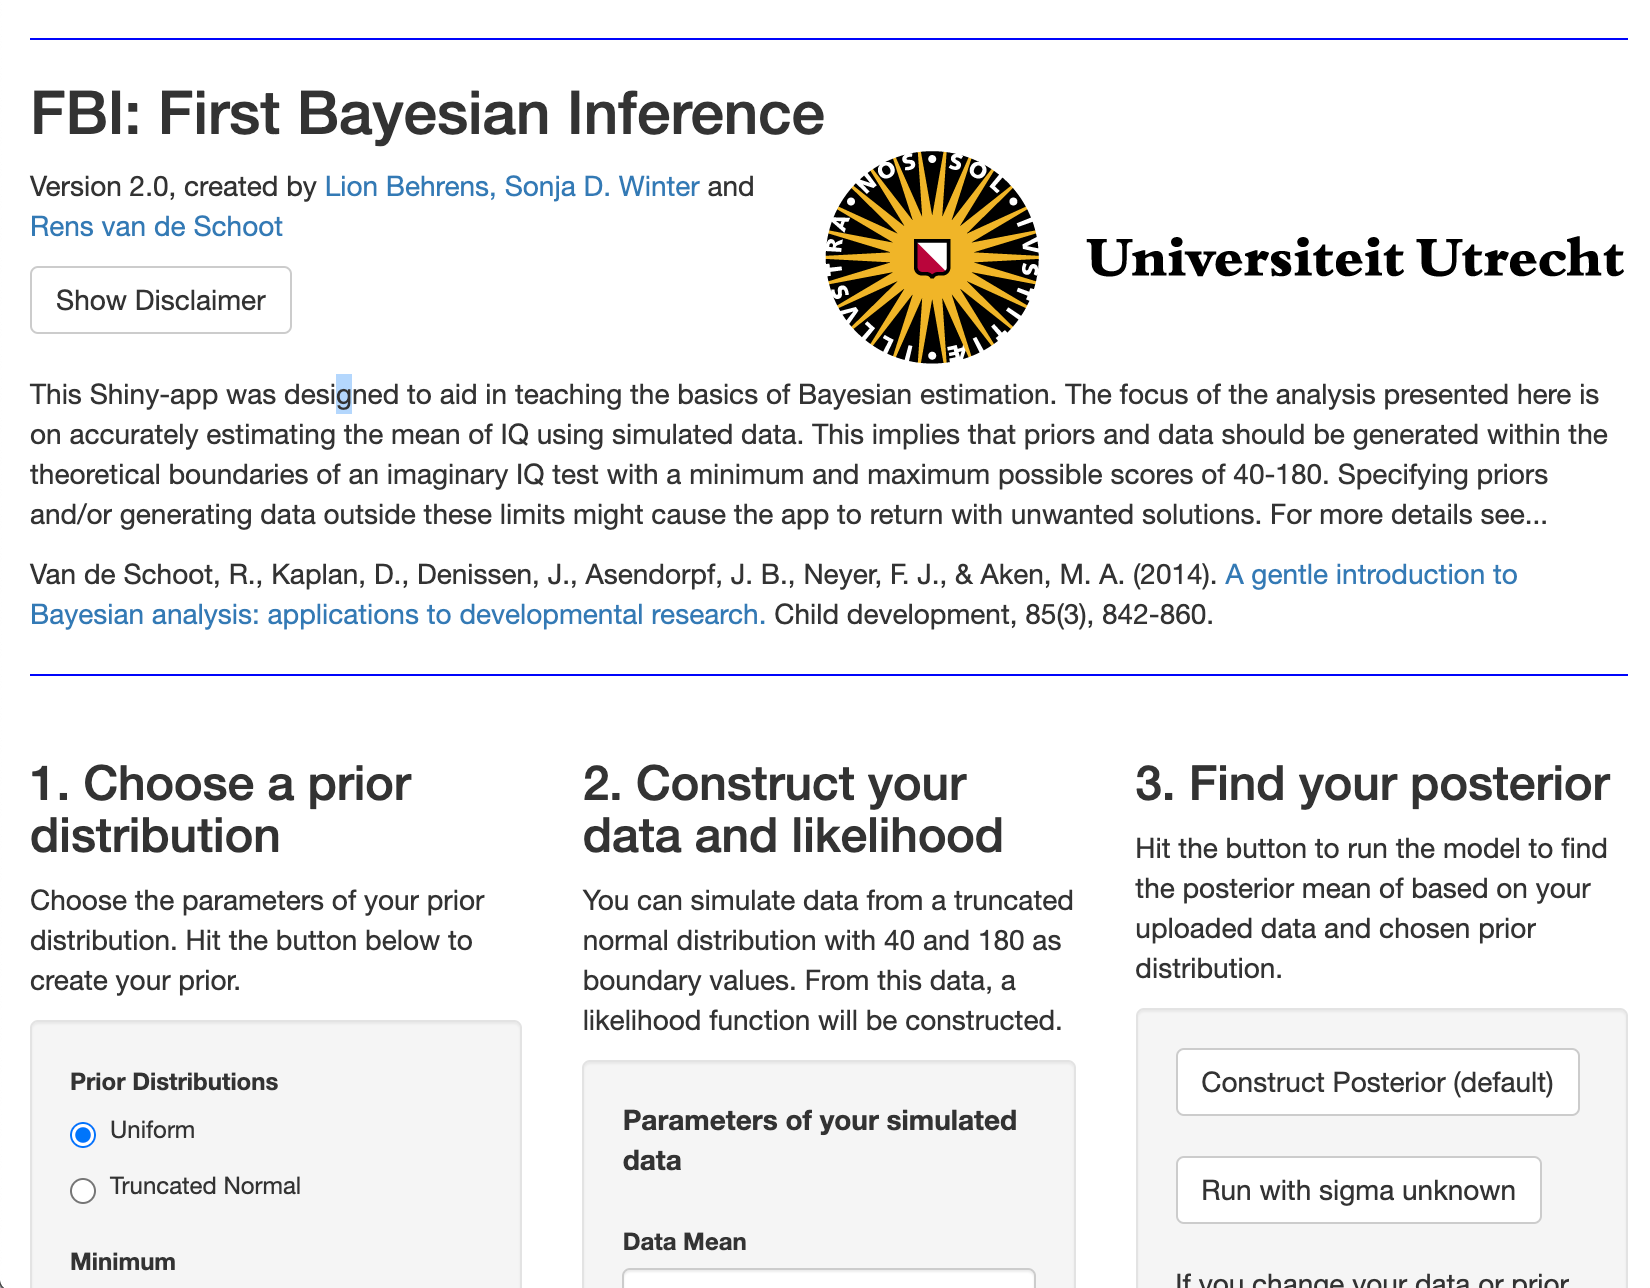 FBI: First Bayesian Inference
Version 2.0, created by Lion Behrens, Sonja D. Winter and
Rens van de Schoot
Show Disclaimer
SOL IVSTITIÆ ILLVSTRA NOS
Universiteit Utrecht
This Shiny-app was designed to aid in teaching the basics of Bayesian estimation. The focus of the analysis presented here is
on accurately estimating the mean of IQ using simulated data. This implies that priors and data should be generated within the
theoretical boundaries of an imaginary IQ test with a minimum and maximum possible scores of 40-180. Specifying priors
and/or generating data outside these limits might cause the app to return with unwanted solutions. For more details see...
Van de Schoot, R., Kaplan, D., Denissen, J., Asendorpf, J. B., Neyer, F. J., & Aken, M. A. (2014). A gentle introduction to
Bayesian analysis: applications to developmental research. Child development, 85(3), 842-860.
1. Choose a prior
distribution
Choose the parameters of your prior
distribution. Hit the button below to
create your prior.
Prior Distributions
Uniform
Truncated Normal
Minimum
2. Construct your
data and likelihood
You can simulate data from a truncated
normal distribution with 40 and 180 as
boundary values. From this data, a
likelihood function will be constructed.
Parameters of your simulated
data
Data Mean
3. Find your posterior
Hit the button to run the model to find
the posterior mean of based on your
uploaded data and chosen prior
distribution.
Construct Posterior (default)
Run with sigma unknown
If you change your data or prior